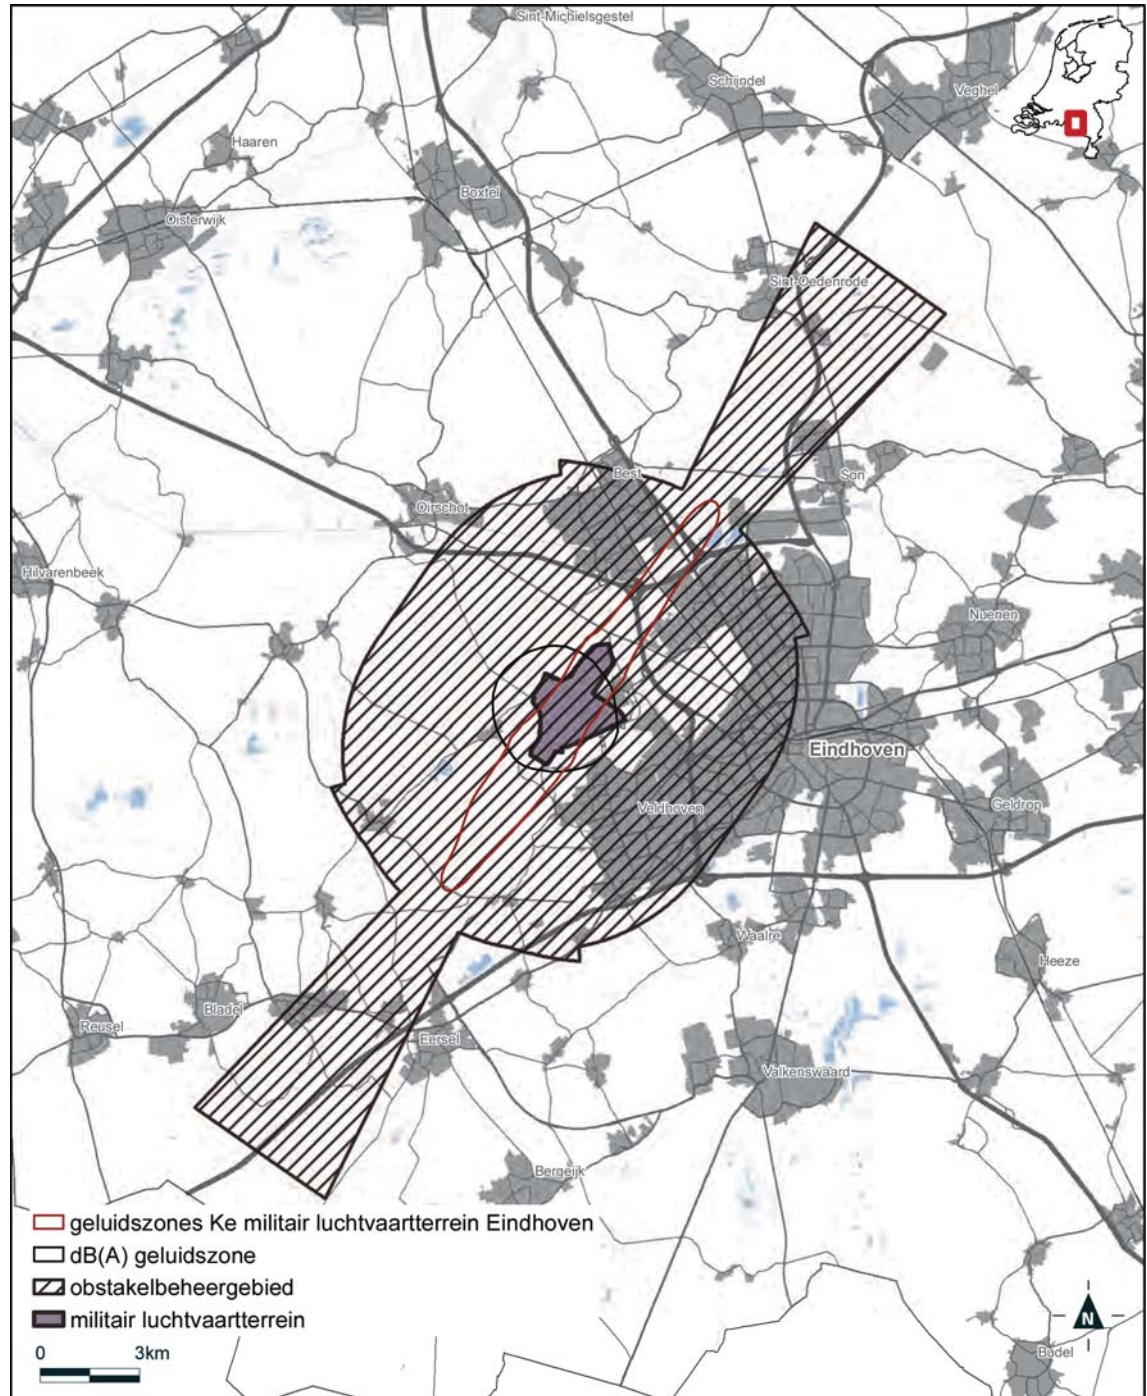 Sint-Michielsgestel
Schijndel
Veghel
Haaren
Boxtel
Oisterwijk
Sint-Oedenrode
Best
Son
Oirschot
Hilvarenbeek
Nuenen
Eindhoven
Veldhoven
Geldrop
Waalre
Heeze
Bladel
Reusel
Eersel
Valkenswaard
Bergeijk
geluidszones Ke militair luchtvaartterrein Eindhoven
dB(A) geluidszone
obstakelbeheergebied
militair luchtvaartterrein
0 3km
N
Budel